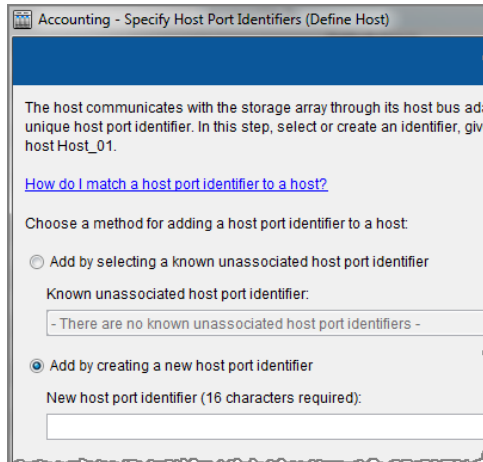 Accounting - Specify Host Port Identifiers (Define Host)
The host communicates with the storage array through its host bus
unique host port identifier. In this step, select or create an identifier,
host Host_01.
How do I match a host port identifier to a host?
Choose a method for adding a host port identifier to a host:
Add by selecting a known unassociated host port identifier
Known unassociated host port identifier:
- There are no known unassociated host port identifiers -
Add by creating a new host port identifier
New host port identifier (16 characters required):